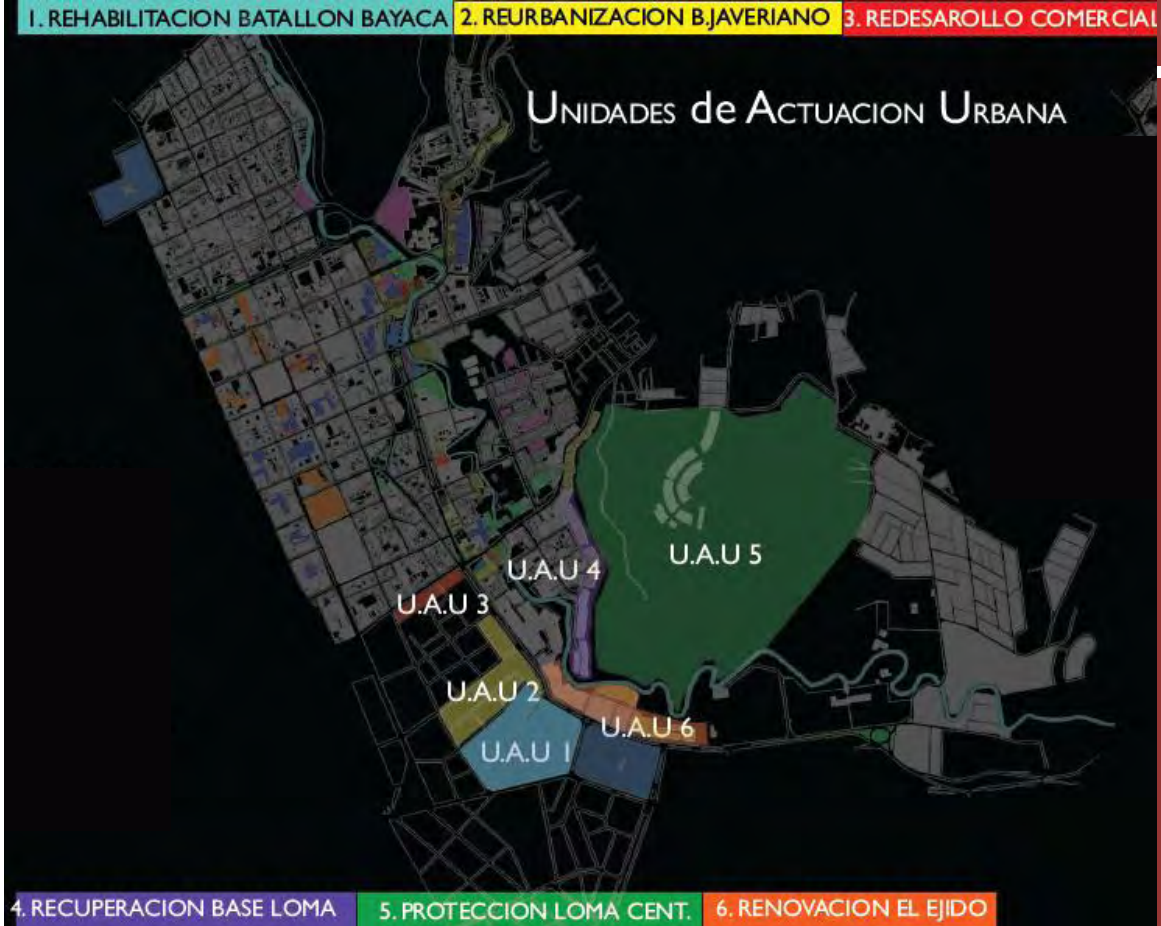 1. REHABILITACION BATALLON BAYACA
2. REURBANIZACION B.JAVERIANO
3. REDESAROLLO COMERCIAL
UNIDADES de ACTUACION URBANA
U.A.U 5
U.A.U 4
U.A.U 3
U.A.U 2
U.A.U 6
U.A.U 1
4. RECUPERACION BASE LOMA
5. PROTECCION LOMA CENT.
6. RENOVACION EL EJIDO